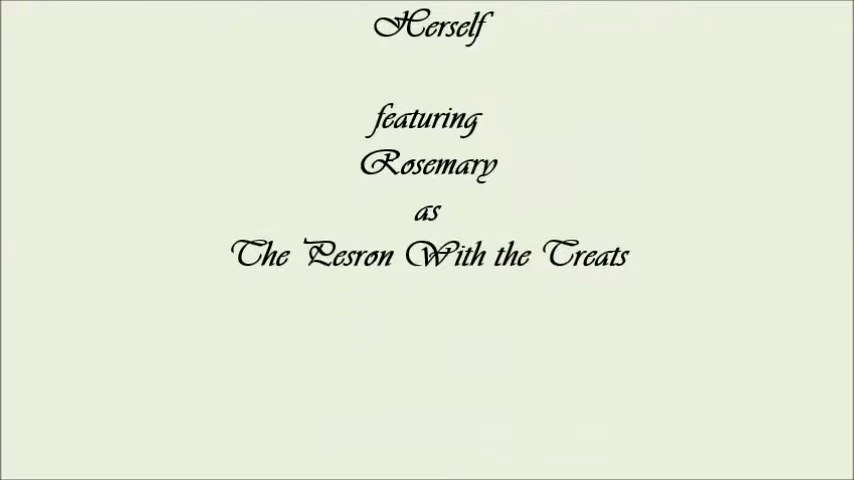 Herself
featuring
Rosemary
as
The Pesron With the Treats